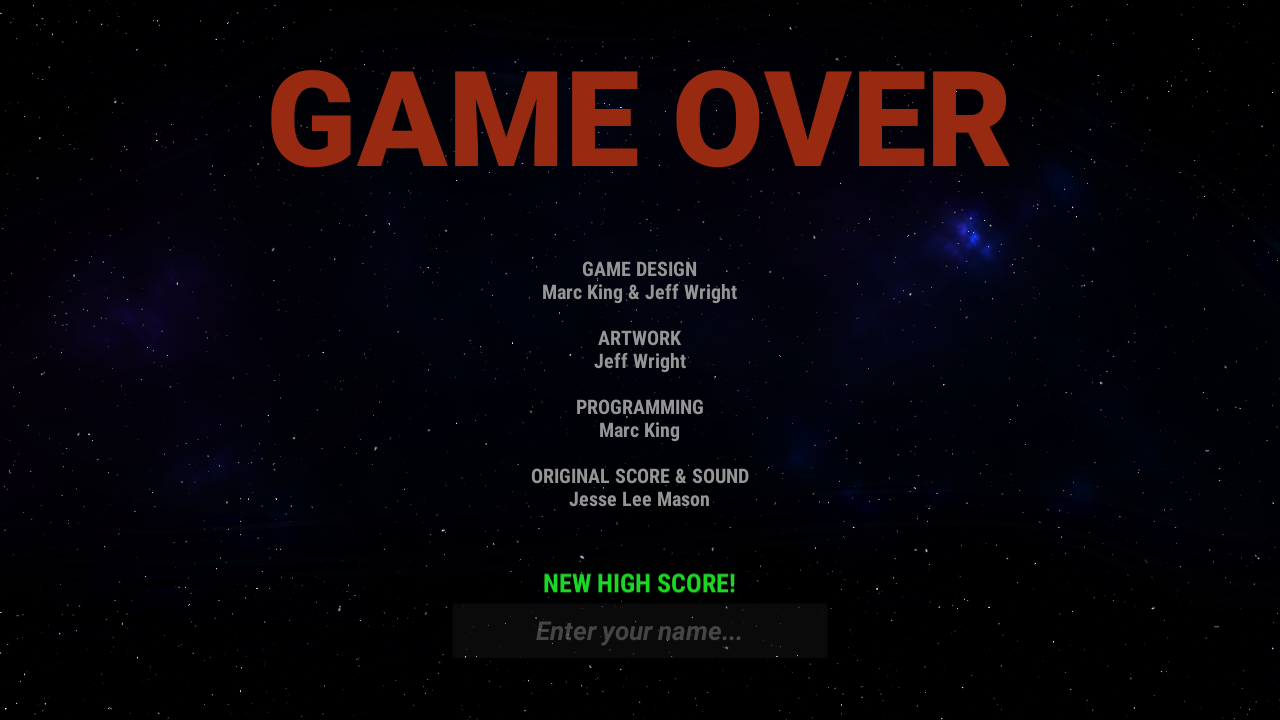 GAME OVER
GAME DESIGN
Marc King & Jeff Wright
ARTWORK
Jeff Wright
PROGRAMMING
Marc King
ORIGINAL SCORE & SOUND
Jesse Lee Mason
NEW HIGH SCORE!
Enter your name...